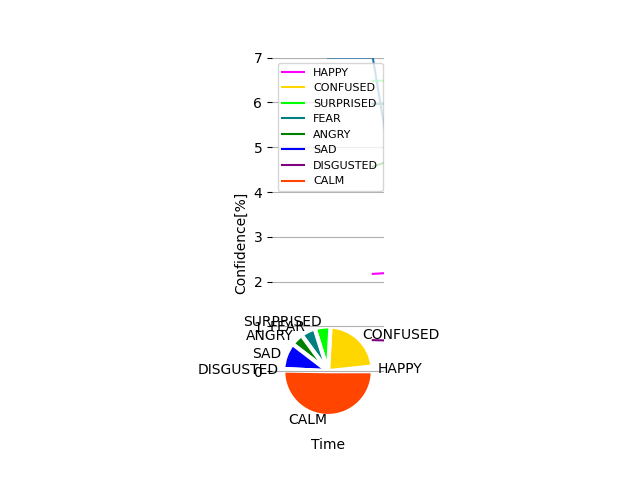 7
6
5
4
3
2
1
0
Confidence[%]
HAPPY
CONFUSED
SURPRISED
FEAR
ANGRY
SAD
DISGUSTED
CALM
SURPRISED
FEAR
CONFUSED
ANGRY
SAD
DISGUSTED
HAPPY
CALM
Time